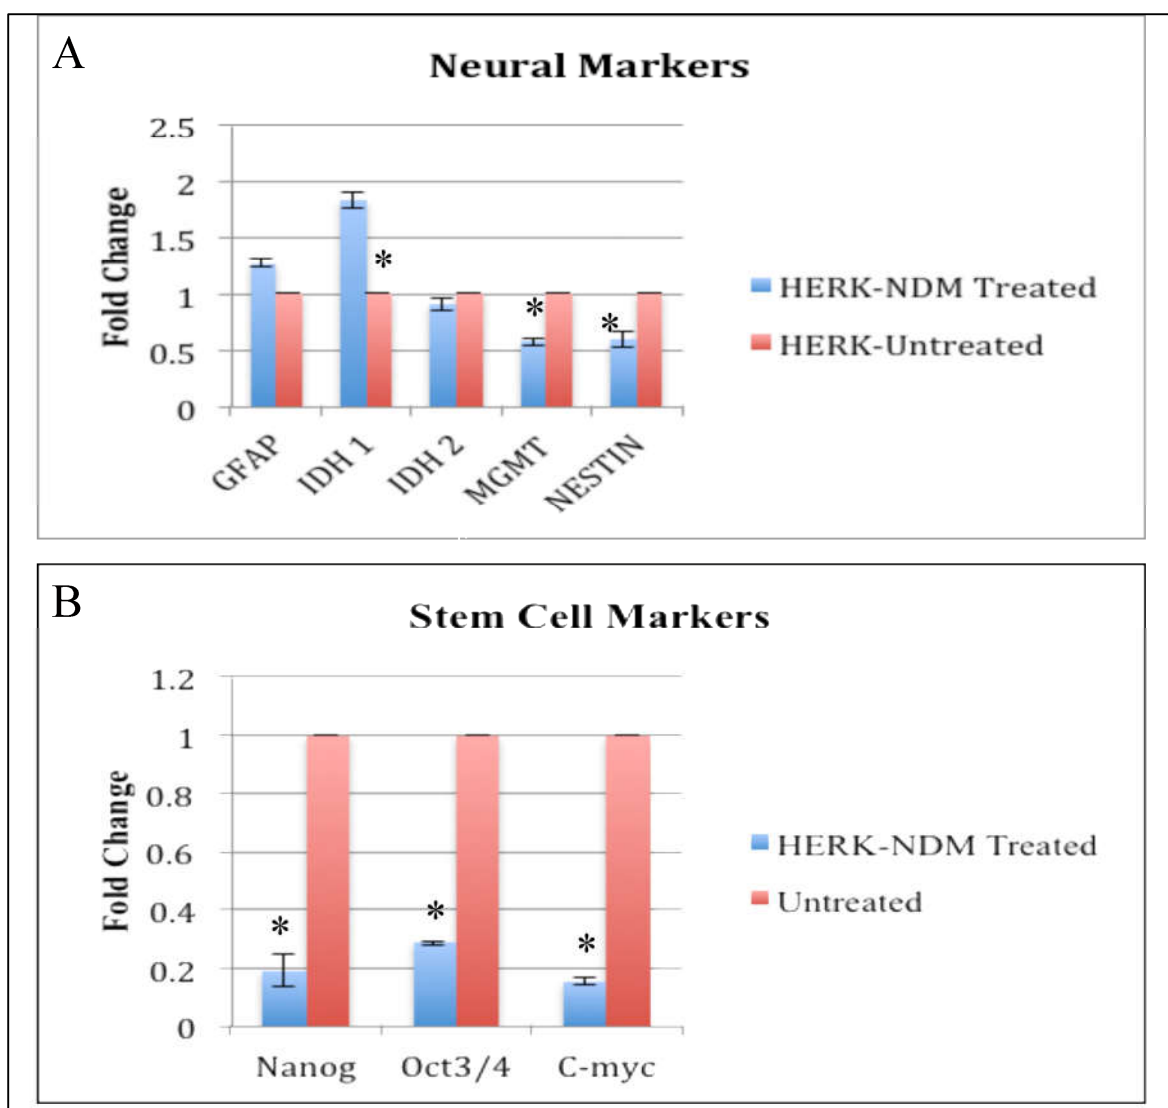 A
Neural Markers
Fold Change
2.5
2
1.5
1
0.5
0
*
*
*
GFAP
IDH 1
IDH 2
MGMT
NESTIN
HERK-NDM Treated
HERK-Untreated
B
Stem Cell Markers
Fold Change
1.2
1
0.8
0.6
0.4
0.2
0
*
*
*
Nanog
Oct3/4
C-myc
HERK-NDM Treated
Untreated